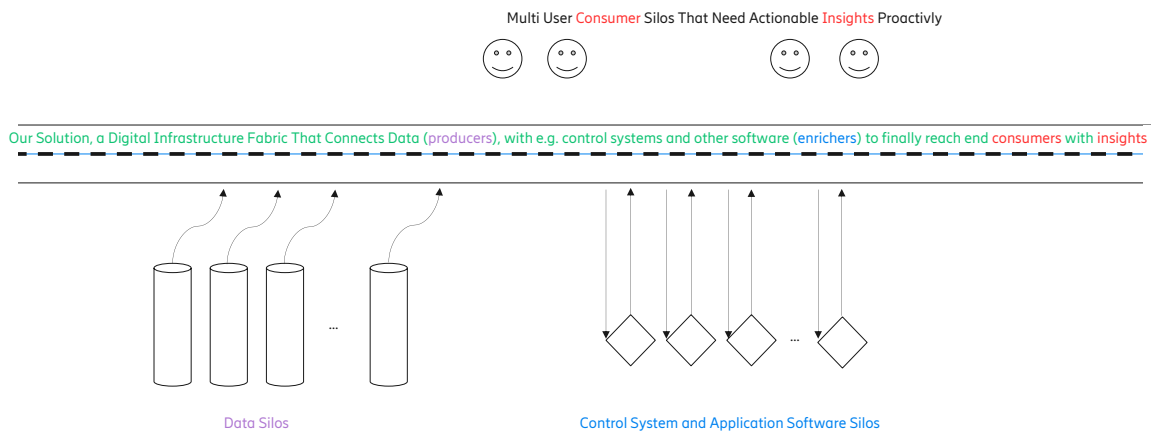 Multi User Consumer Silos That Need Actionable Insights Proactivly
Our Solution, a Digital Infrastructure Fabric That Connects Data (producers), with e.g. control systems and other software (enrichers) to finally reach end consumers with insights
...
...
Data Silos
Control System and Application Software Silos